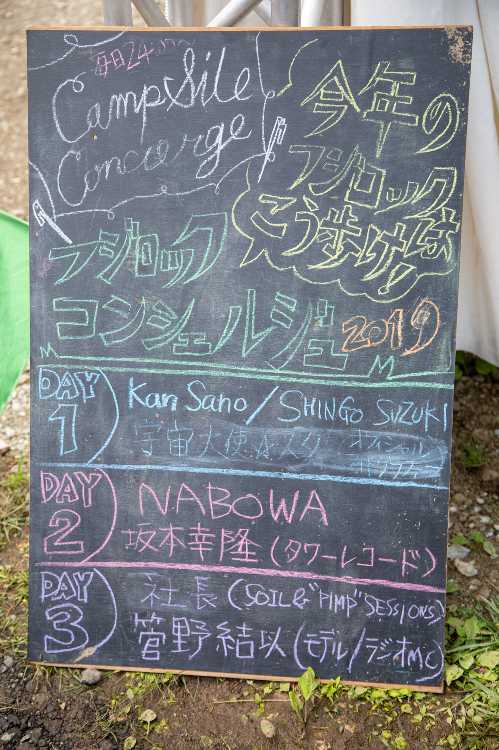 毎日24
CampSite
Concierge
今年の
フジロック
こう歩け!は
フジロック
コンシェルジュ 2019
DAY 1
Kan Sano / SHINGO SUZUKI
宇宙大使☆スター
DAY 2
NABOWA
坂本幸隆 (タワーレコード)
DAY 3
社長 (SOIL&"PIMP"SESSIONS)
菅野結以 (モデル/ラジオMC)